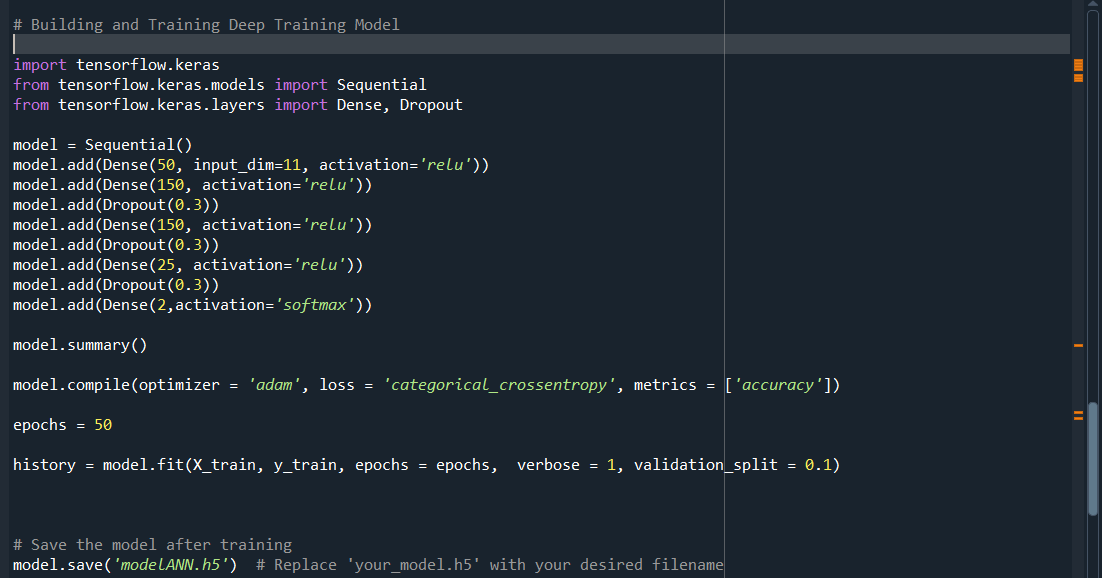 # Building and Training Deep Training Model
import tensorflow.keras
from tensorflow.keras.models import Sequential
from tensorflow.keras.layers import Dense, Dropout
model = Sequential()
model.add(Dense(50, input_dim=11, activation='relu'))
model.add(Dense(150, activation='relu'))
model.add(Dropout(0.3))
model.add(Dense(150, activation='relu'))
model.add(Dropout(0.3))
model.add(Dense(25, activation='relu'))
model.add(Dropout(0.3))
model.add(Dense(2,activation='softmax'))
model.summary()
model.compile(optimizer = 'adam', loss = 'categorical_crossentropy', metrics = ['accuracy'])
epochs = 50
history = model.fit(X_train, y_train, epochs = epochs,  verbose = 1, validation_split = 0.1)
# Save the model after training
model.save('modelANN.h5')  # Replace 'your_model.h5' with your desired filename